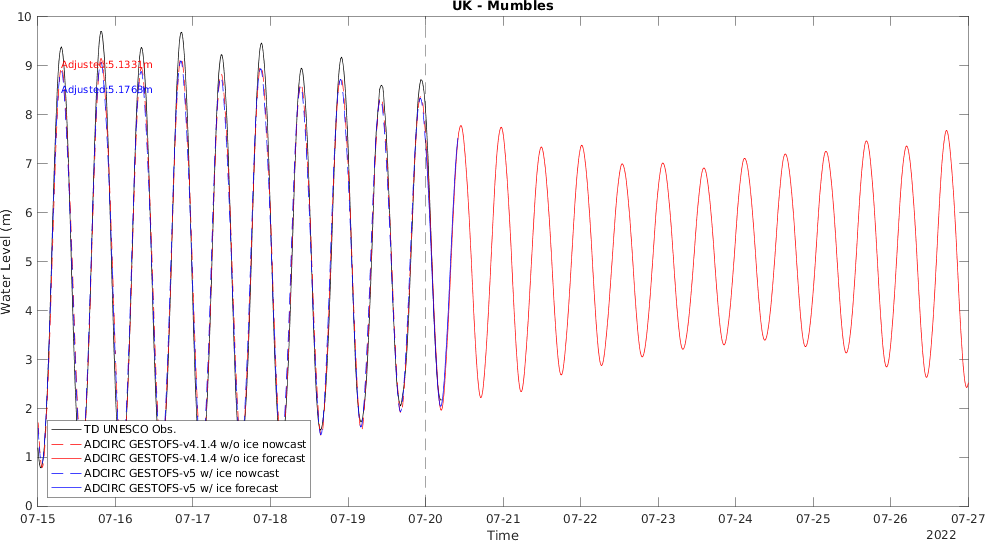 UK - Mumbles
10
9
8
7
6
5
4
3
2
1
0
Water Level (m)
Adjusted:5.1331m
Adjusted:5.1768m
TD UNESCO Obs.
ADCIRC GESTOFS-v4.1.4 w/o ice nowcast
ADCIRC GESTOFS-v4.1.4 w/o ice forecast
ADCIRC GESTOFS-v5 w/ ice nowcast
ADCIRC GESTOFS-v5 w/ ice forecast
07-15 07-16 07-17 07-18 07-19 07-20 07-21 07-22 07-23 07-24 07-25 07-26 07-27
Time
2022